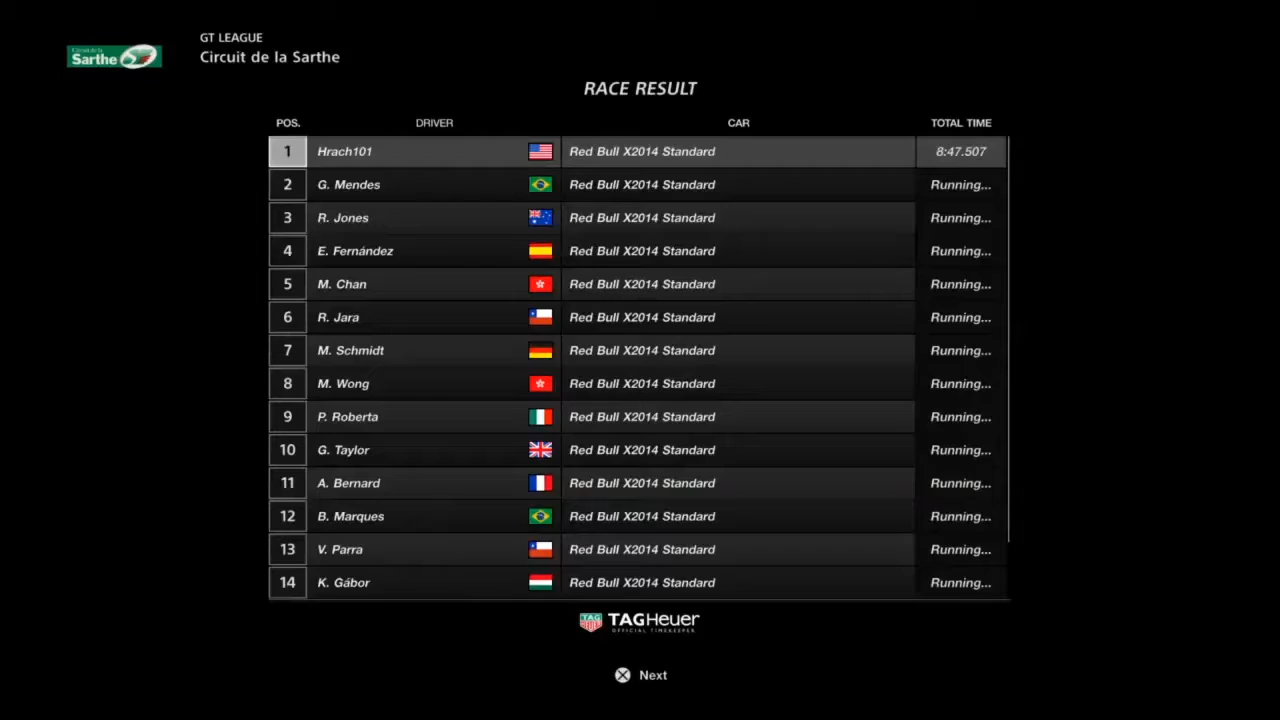 GT LEAGUE
Circuit de la Sarthe
Sarthe
RACE RESULT
POS. DRIVER CAR TOTAL TIME
1 Hrach101 Red Bull X2014 Standard 8:47.507
2 G. Mendes Red Bull X2014 Standard Running...
3 R. Jones Red Bull X2014 Standard Running...
4 E. Fernández Red Bull X2014 Standard Running...
5 M. Chan Red Bull X2014 Standard Running...
6 R. Jara Red Bull X2014 Standard Running...
7 M. Schmidt Red Bull X2014 Standard Running...
8 M. Wong Red Bull X2014 Standard Running...
9 P. Roberta Red Bull X2014 Standard Running...
10 G. Taylor Red Bull X2014 Standard Running...
11 A. Bernard Red Bull X2014 Standard Running...
12 B. Marques Red Bull X2014 Standard Running...
13 V. Parra Red Bull X2014 Standard Running...
14 K. Gábor Red Bull X2014 Standard Running...
TAG HEUER TAGHeuer
OFFICIAL TIMEKEEPER
Next